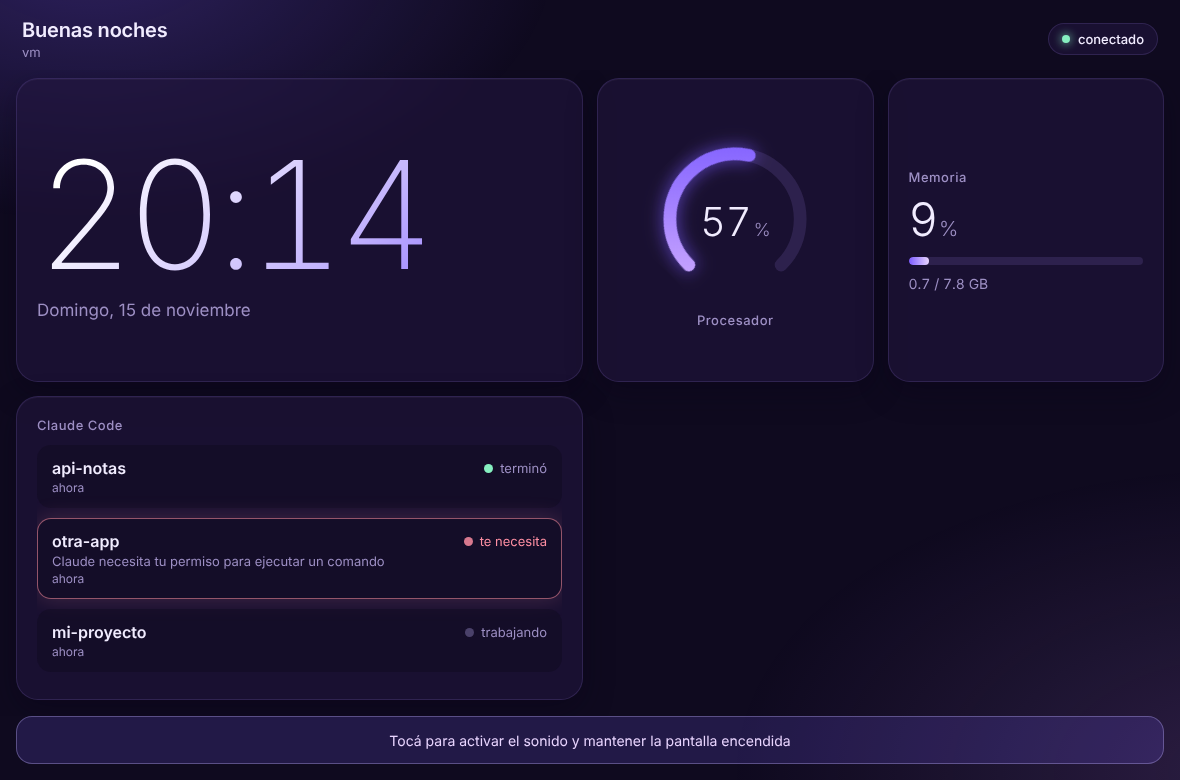 Buenas noches
vm
conectado
20:14
Domingo, 15 de noviembre
57 %
Procesador
Memoria
9 %
0.7 / 7.8 GB
Claude Code
api-notas
terminó
ahora
otra-app
te necesita
Claude necesita tu permiso para ejecutar un comando
ahora
mi-proyecto
trabajando
ahora
Tocá para activar el sonido y mantener la pantalla encendida